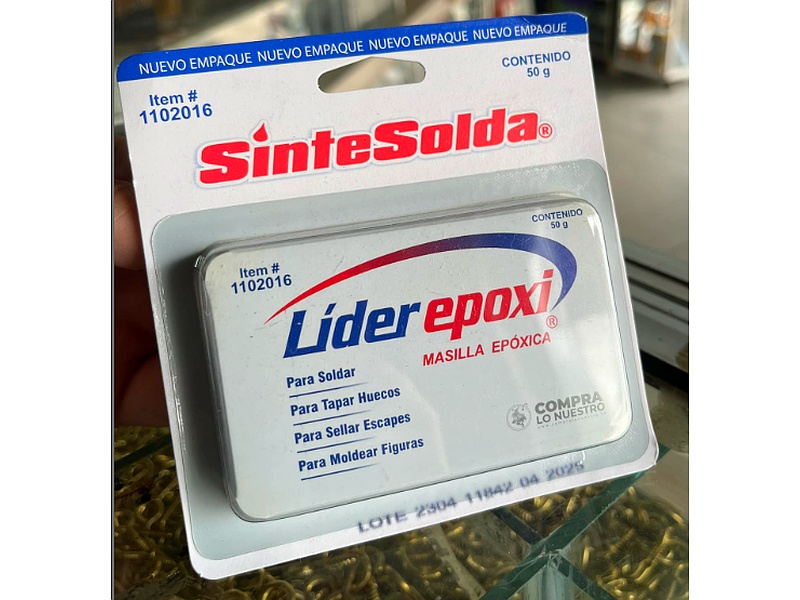 NUEVO EMPAQUE NUEVO EMPAQUE NUEVO EMPAQUE NUEVO EMPAQUE
Item #
1102016
CONTENIDO
50 g
SinteSolda®
CONTENIDO
50 g
Item #
1102016
Líderepoxi®
MASILLA EPÓXICA
Para Soldar
Para Tapar Huecos
Para Sellar Escapes
Para Moldear Figuras
COMPRA
LO NUESTRO
LOTE 2304 11842 04 2025